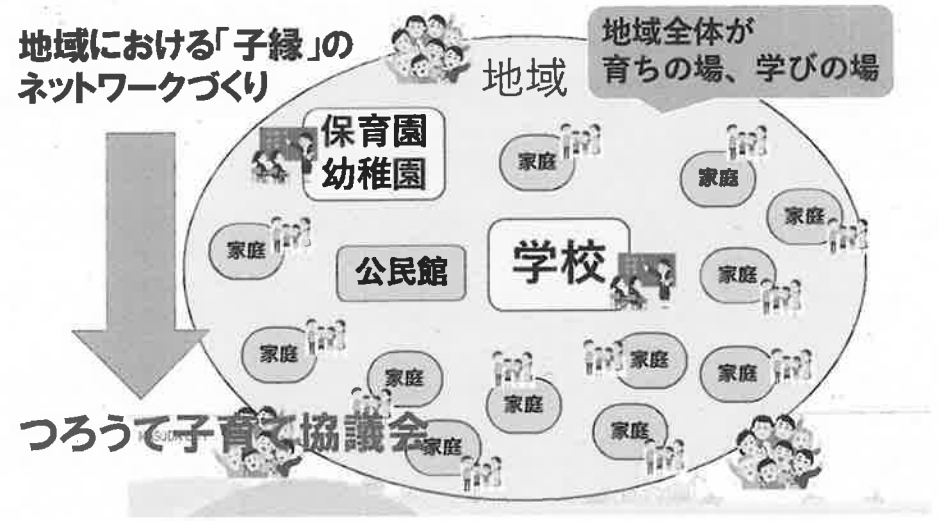 地域における「子縁」の
ネットワークづくり
地域
地域全体が
育ちの場、学びの場
保育園
幼稚園
家庭
家庭
家庭
家庭
公民館
学校
家庭
家庭
家庭
家庭
家庭
家庭
家庭
家庭
つろうて子育て協議会
家庭